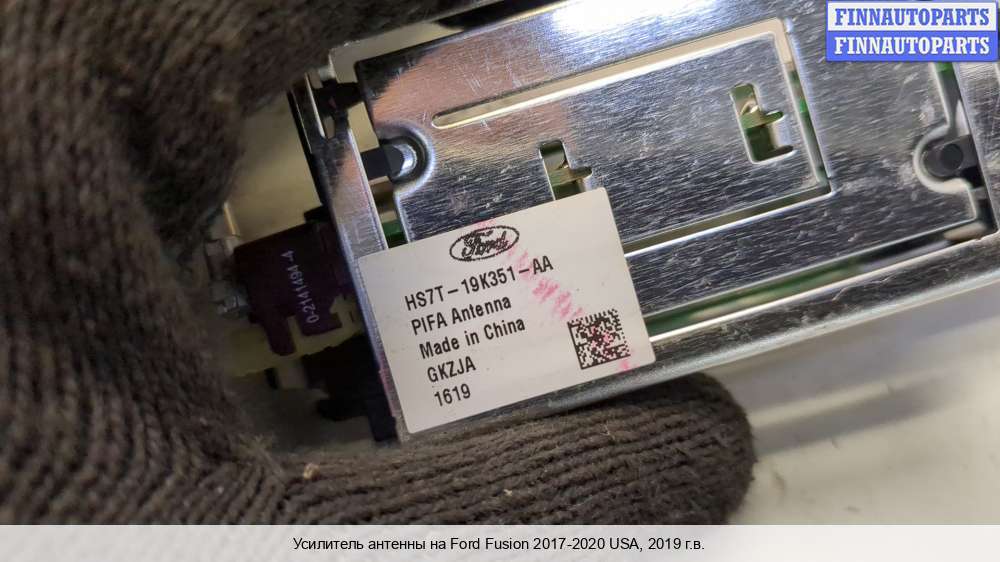 FINNAUTOPARTS
FINNAUTOPARTS
Ford
HS7T-19K351-AA
PIFA Antenna
Made in China
GKZJA
1619
0-2141494-4
Усилитель антенны на Ford Fusion 2017-2020 USA, 2019 г.в.